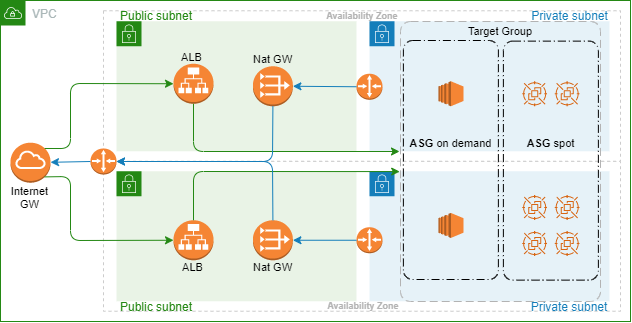 VPC
Public subnet
Availability Zone
Private subnet
Target Group
ALB
Nat GW
ASG on demand
ASG spot
Internet
GW
ALB
Nat GW
Public subnet
Availability Zone
Private subnet